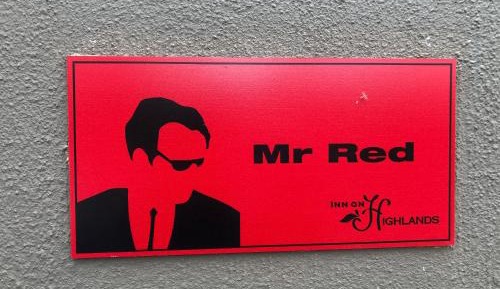 Mr Red
INN ON
HIGHLANDS